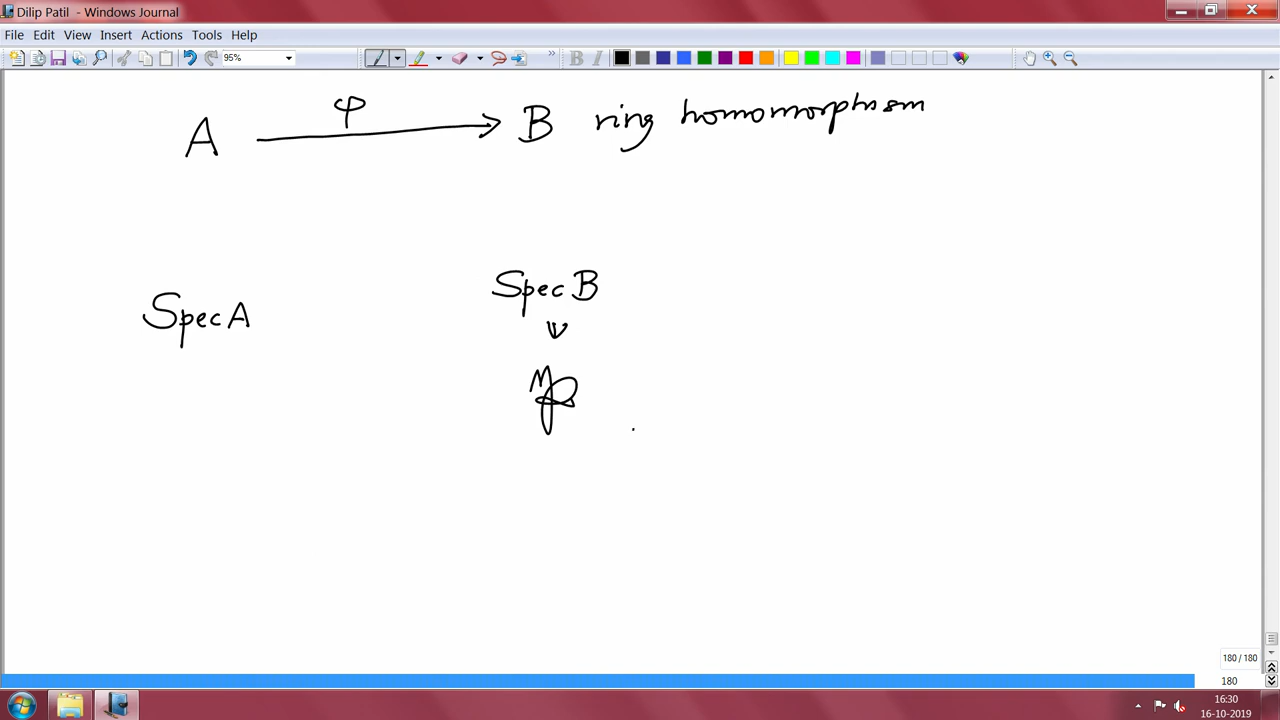 Dilip Patil - Windows Journal
File Edit View Insert Actions Tools Help
95% B I
A φ B ring homomorphism
Spec A Spec B
180 / 180
180
16:30
16-10-2019